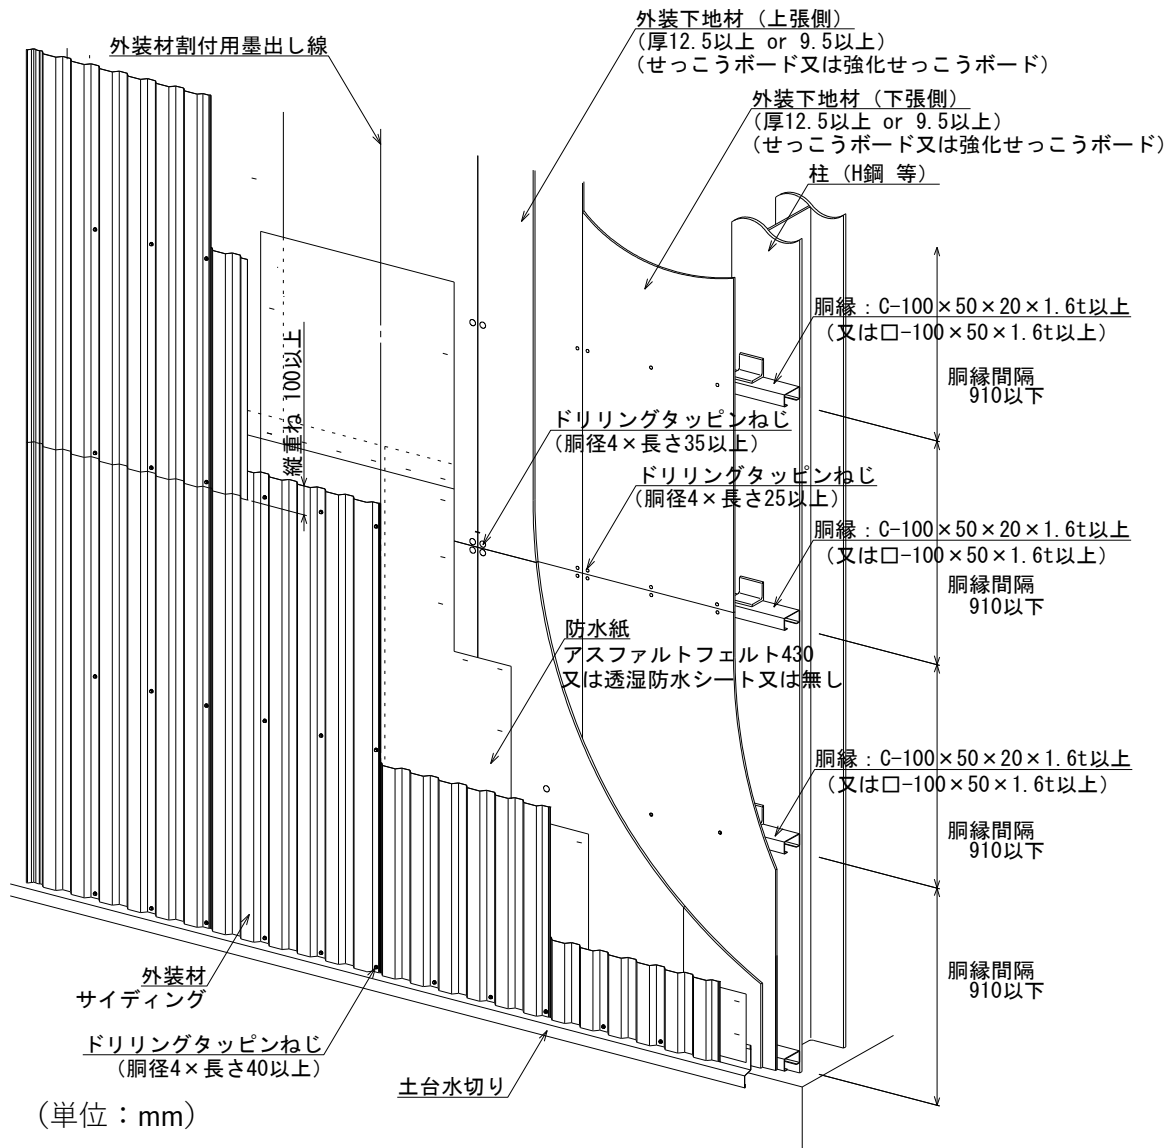 外装下地材（上張側）
（厚12.5以上 or 9.5以上）
（せっこうボード又は強化せっこうボード）
外装材割付用墨出し線
外装下地材（下張側）
（厚12.5以上 or 9.5以上）
（せっこうボード又は強化せっこうボード）
柱（H鋼 等）
胴縁：C-100×50×20×1.6t以上
（又は口-100×50×1.6t以上）
胴縁間隔
910以下
縦重ね 100以上
ドリリングタッピンねじ
（胴径4×長さ35以上）
ドリリングタッピンねじ
（胴径4×長さ25以上）
胴縁：C-100×50×20×1.6t以上
（又は口-100×50×1.6t以上）
胴縁間隔
910以下
防水紙
アスファルトフェルト430
又は透湿防水シート又は無し
胴縁：C-100×50×20×1.6t以上
（又は口-100×50×1.6t以上）
胴縁間隔
910以下
胴縁間隔
910以下
外装材
サイディング
ドリリングタッピンねじ
（胴径4×長さ40以上）
土台水切り
（単位：mm）